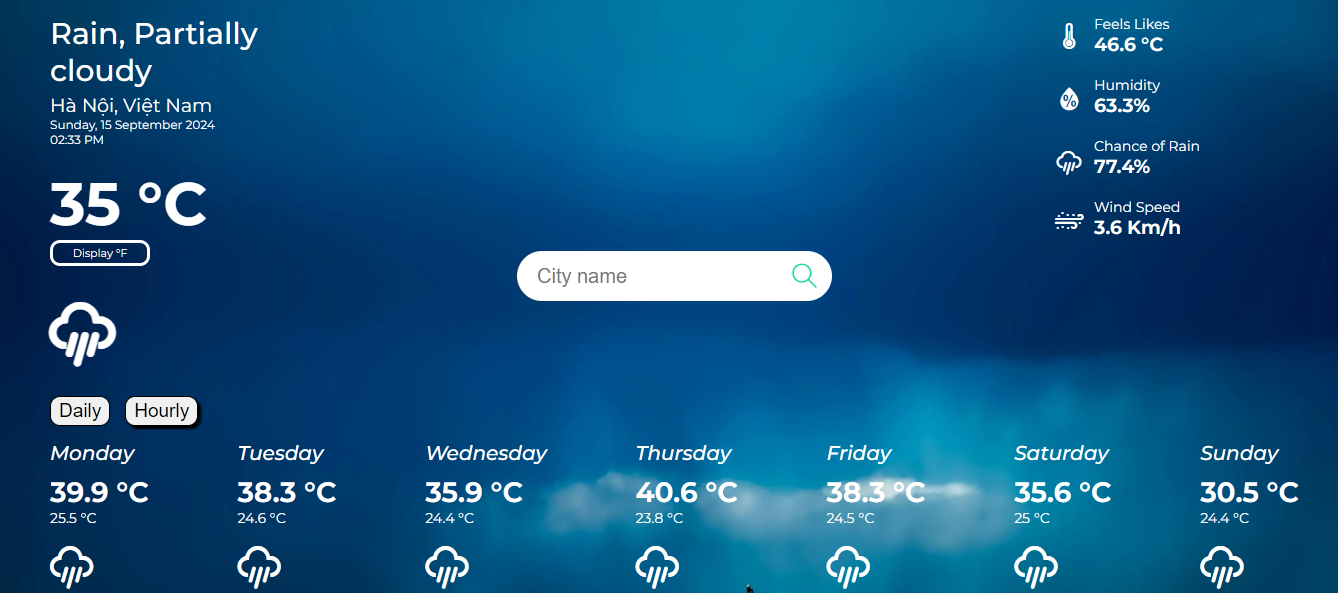 Rain, Partially
cloudy
Hà Nội, Việt Nam
Sunday, 15 September 2024
02:33 PM
35 °C
Display °F
Feels Likes
46.6 °C
%
Humidity
63.3%
Chance of Rain
77.4%
Wind Speed
3.6 Km/h
City name
Daily Hourly
Monday Tuesday Wednesday Thursday Friday Saturday Sunday
39.9 °C 38.3 °C 35.9 °C 40.6 °C 38.3 °C 35.6 °C 30.5 °C
25.5 °C 24.6 °C 24.4 °C 23.8 °C 24.5 °C 25 °C 24.4 °C